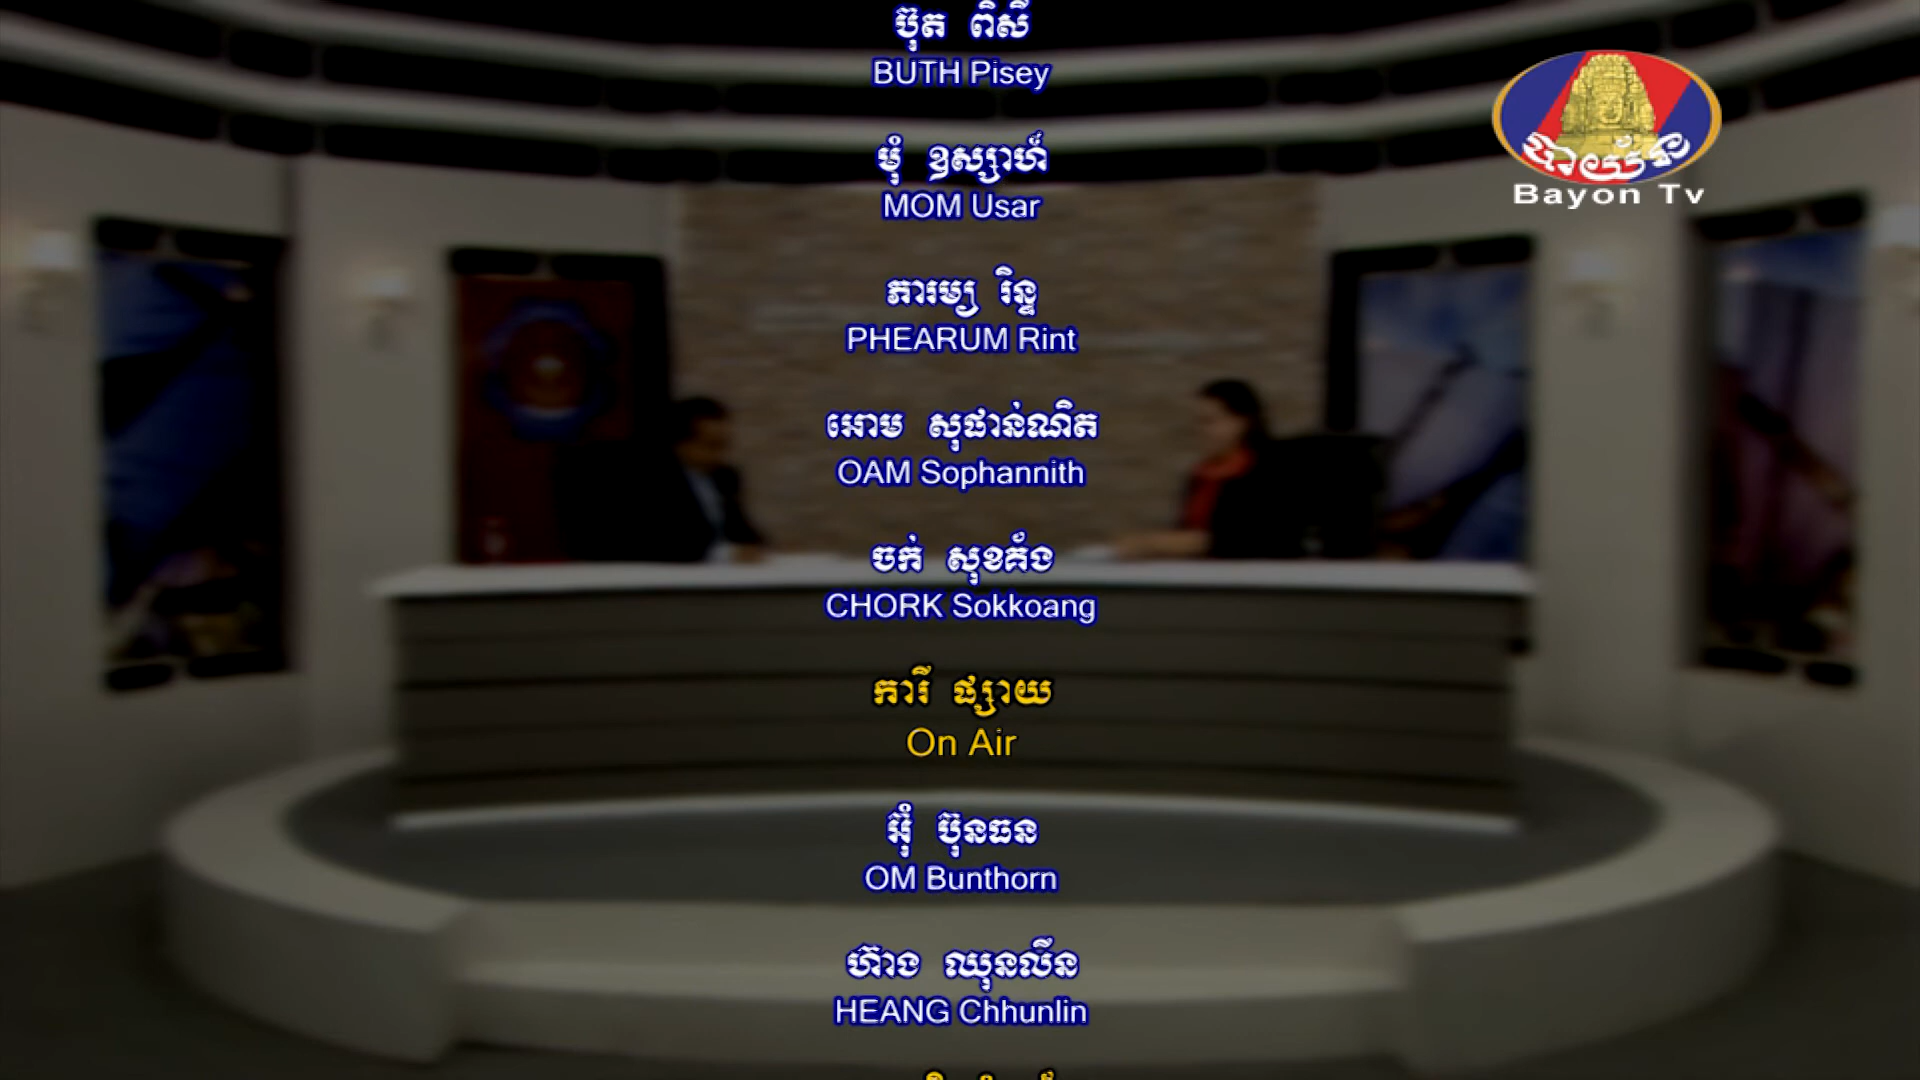 ប៊ុត ពិសី
BUTH Pisey
មុំ ឧស្សាហ៍
MOM Usar
ភារម្យ រិន្ទ
PHEARUM Rint
អោម សុផាន់ណិត
OAM Sophannith
ចក់ សុខគ័ង
CHORK Sokkoang
ការី ផ្សាយ
On Air
អ៊ុំ ប៊ុនធន
OM Bunthorn
ហ៊ាង ឈុនលីន
HEANG Chhunlin
បាយ័ន
Bayon Tv